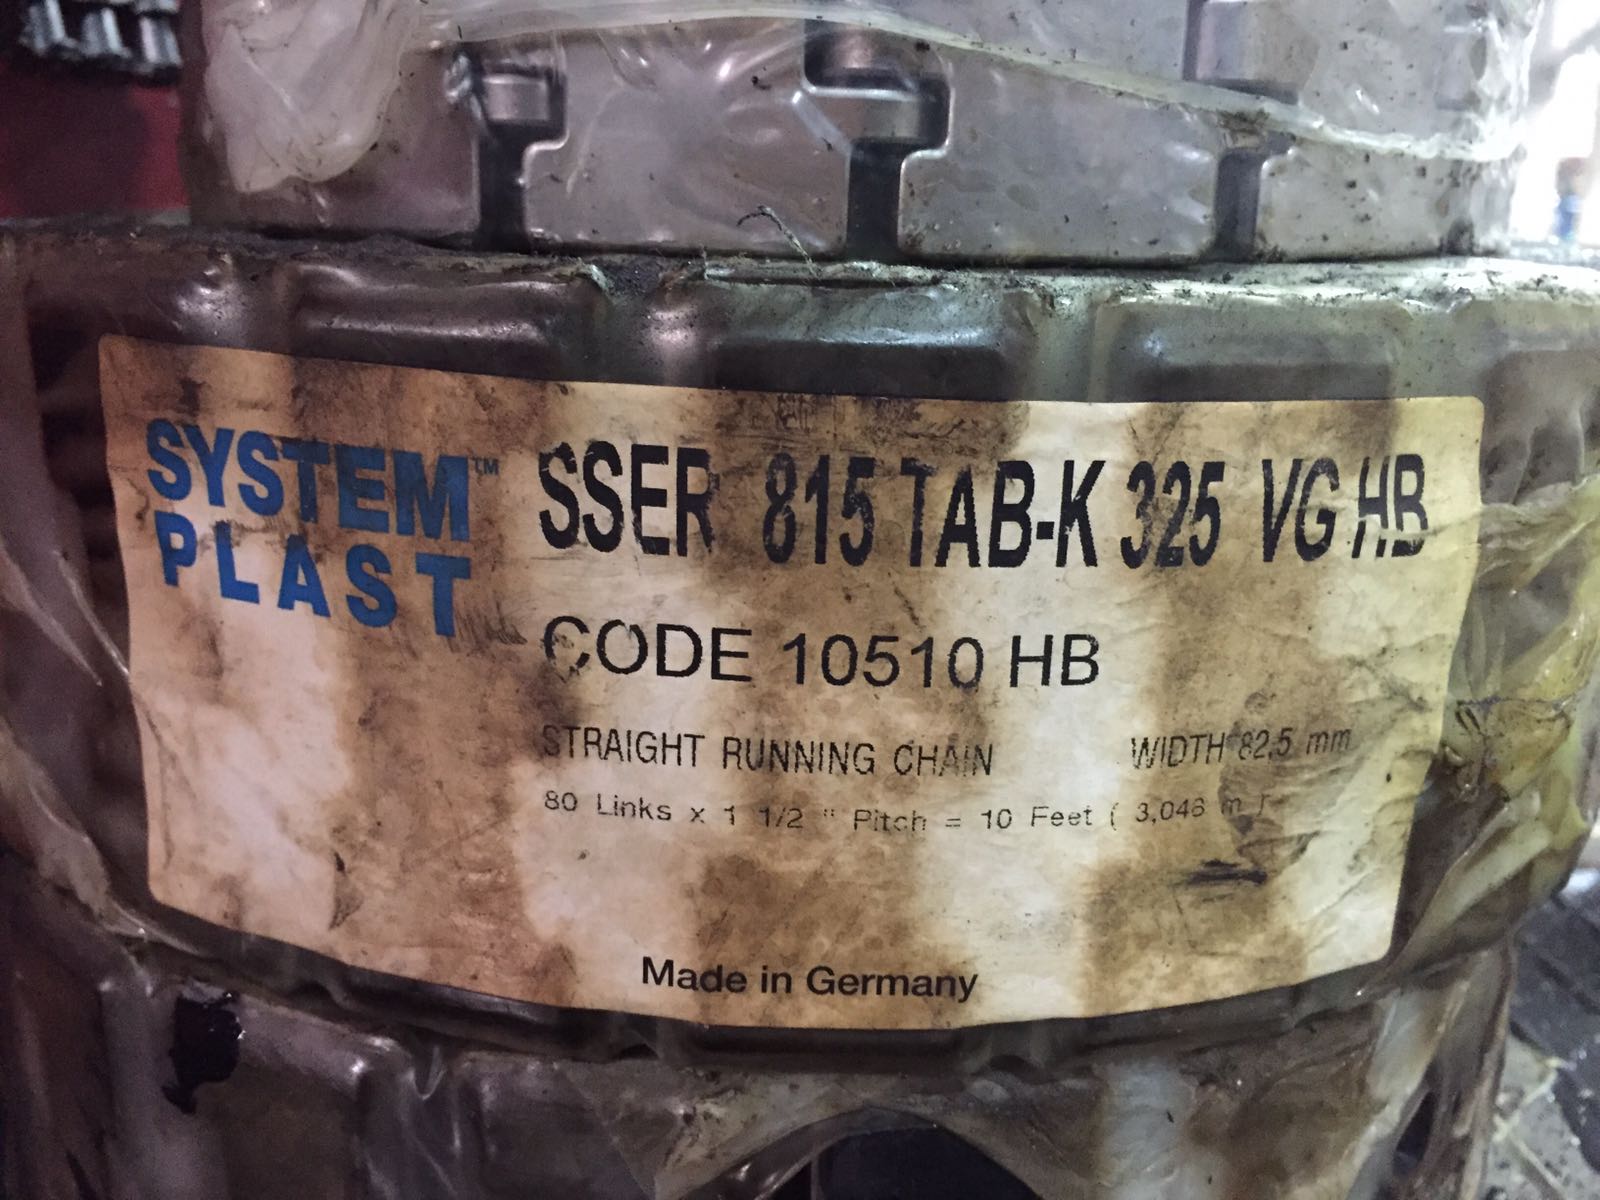 SYSTEM™
PLAST
SSER 815 TAB-K 325 VG HB
CODE 10510 HB
STRAIGHT RUNNING CHAIN WIDTH 82,5 mm
80 Links x 1 1/2 " Pitch = 10 Feet ( 3,048 m )
Made in Germany